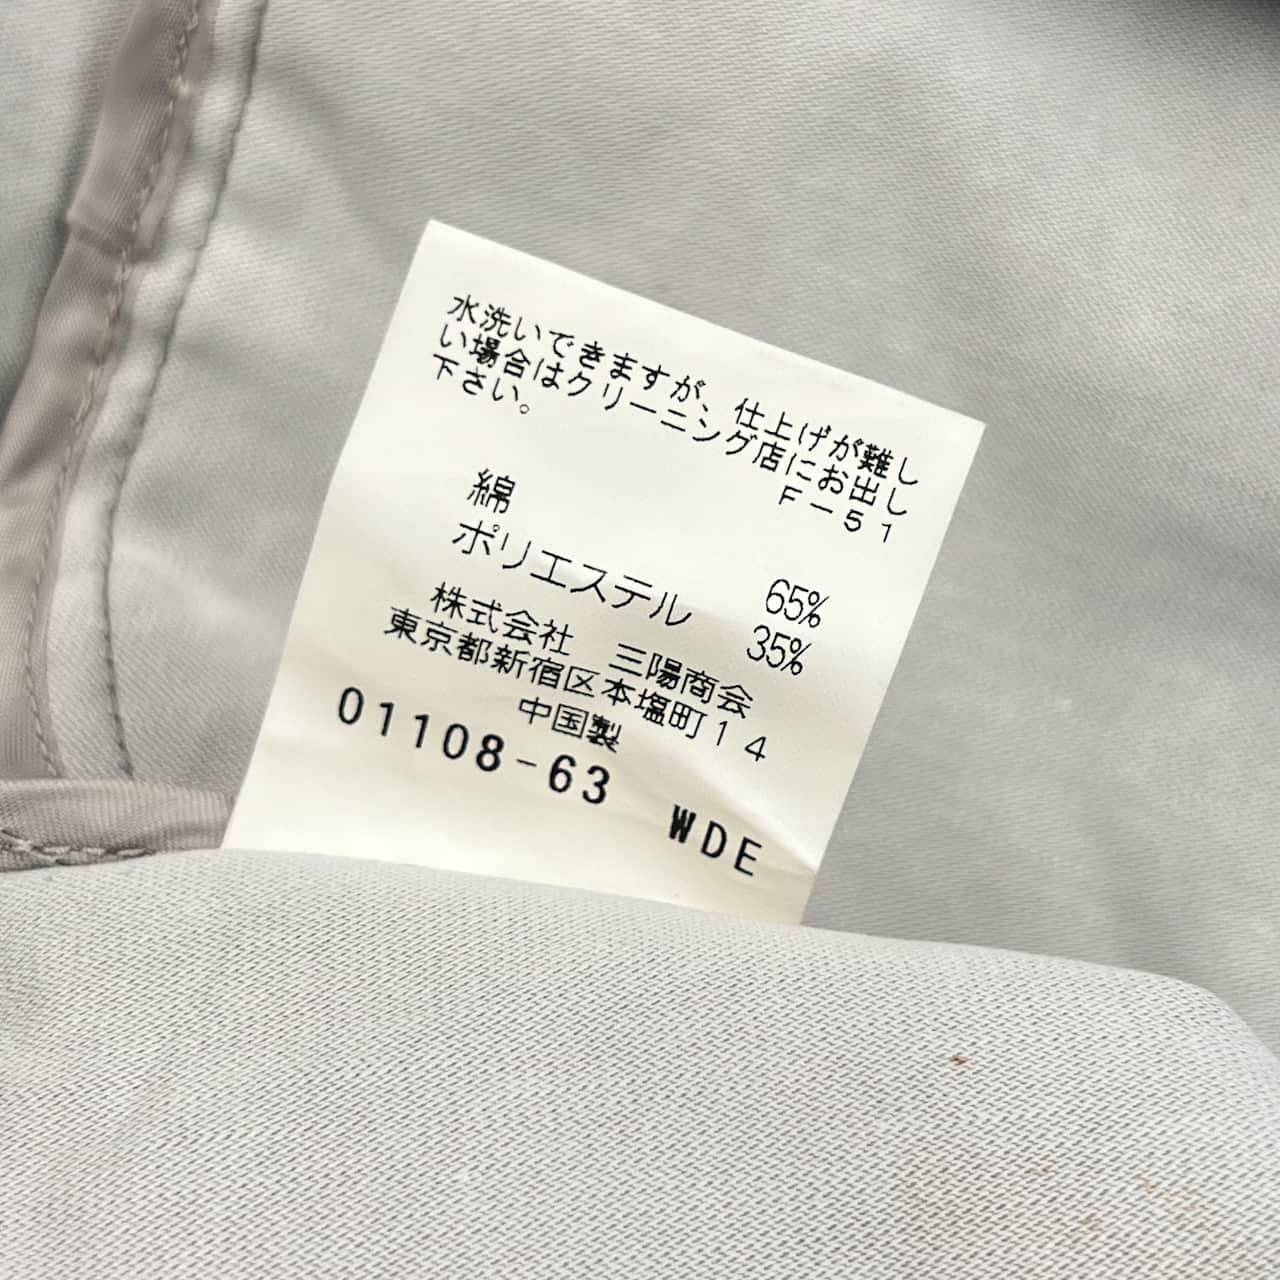 水洗いできますが、仕上げが難し
い場合はクリーニング店にお出し
下さい。
F-51
綿 65%
ポリエステル 35%
株式会社 三陽商会
東京都新宿区本塩町14
中国製
01108-63 WDE